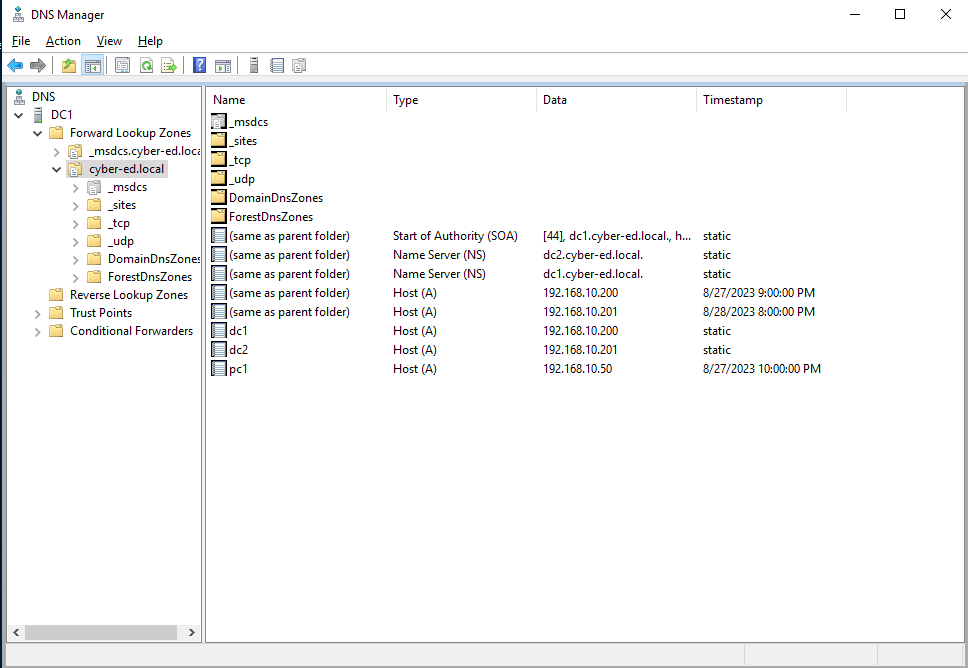 DNS Manager
File Action View Help
DNS
DC1
Forward Lookup Zones
_msdcs.cyber-ed.loca
cyber-ed.local
_msdcs
_sites
_tcp
_udp
DomainDnsZones
ForestDnsZones
Reverse Lookup Zones
Trust Points
Conditional Forwarders
Name Type Data Timestamp
_msdcs
_sites
_tcp
_udp
DomainDnsZones
ForestDnsZones
(same as parent folder) Start of Authority (SOA) [44], dc1.cyber-ed.local., h... static
(same as parent folder) Name Server (NS) dc2.cyber-ed.local. static
(same as parent folder) Name Server (NS) dc1.cyber-ed.local. static
(same as parent folder) Host (A) 192.168.10.200 8/27/2023 9:00:00 PM
(same as parent folder) Host (A) 192.168.10.201 8/28/2023 8:00:00 PM
dc1 Host (A) 192.168.10.200 static
dc2 Host (A) 192.168.10.201 static
pc1 Host (A) 192.168.10.50 8/27/2023 10:00:00 PM